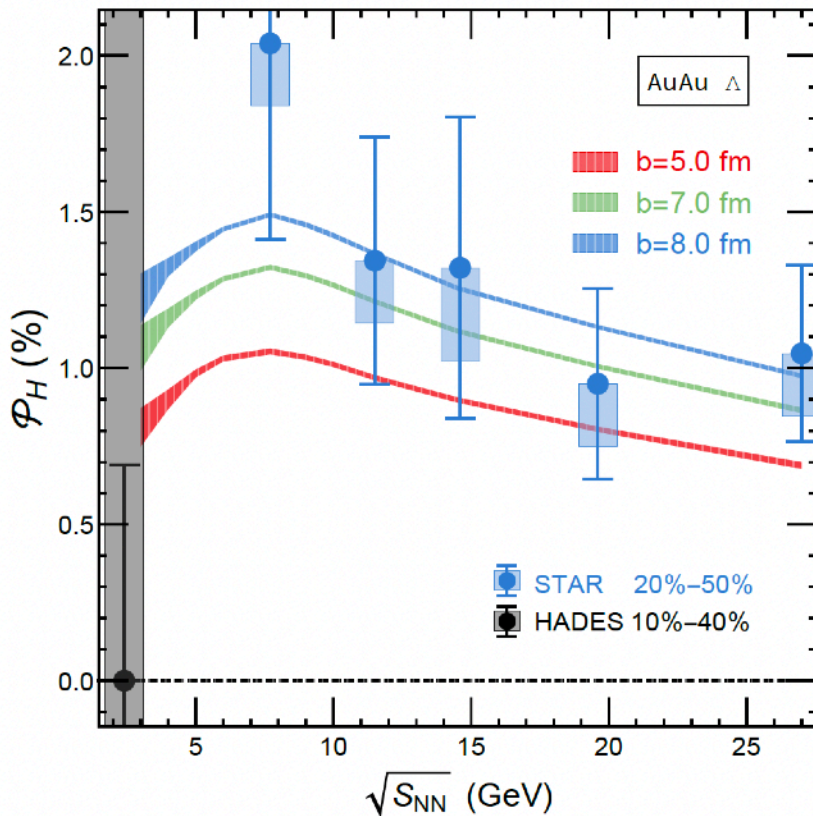 2.0
1.5
1.0
0.5
0.0
𝒫H (%)
AuAu Λ
b=5.0 fm
b=7.0 fm
b=8.0 fm
STAR 20%–50%
HADES 10%–40%
5 10 15 20 25
√SNN (GeV)